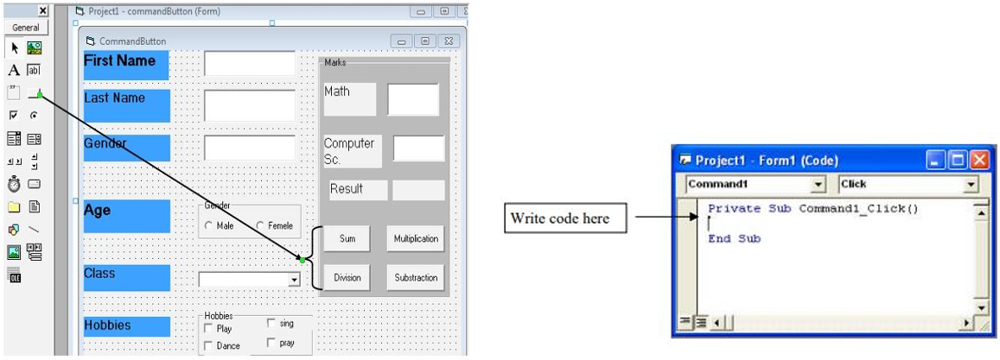 Project1 - commandButton (Form)
General
CommandButton
A
ab|
First Name
Last Name
Gender
Age
Class
Hobbies
Gender
Male
Femele
Hobbies
Play
sing
Dance
pray
Marks
Math
Computer
Sc.
Result
Sum
Multiplication
Division
Substraction
OLE
Write code here
Project1 - Form1 (Code)
Command1
Click
Private Sub Command1_Click()
End Sub